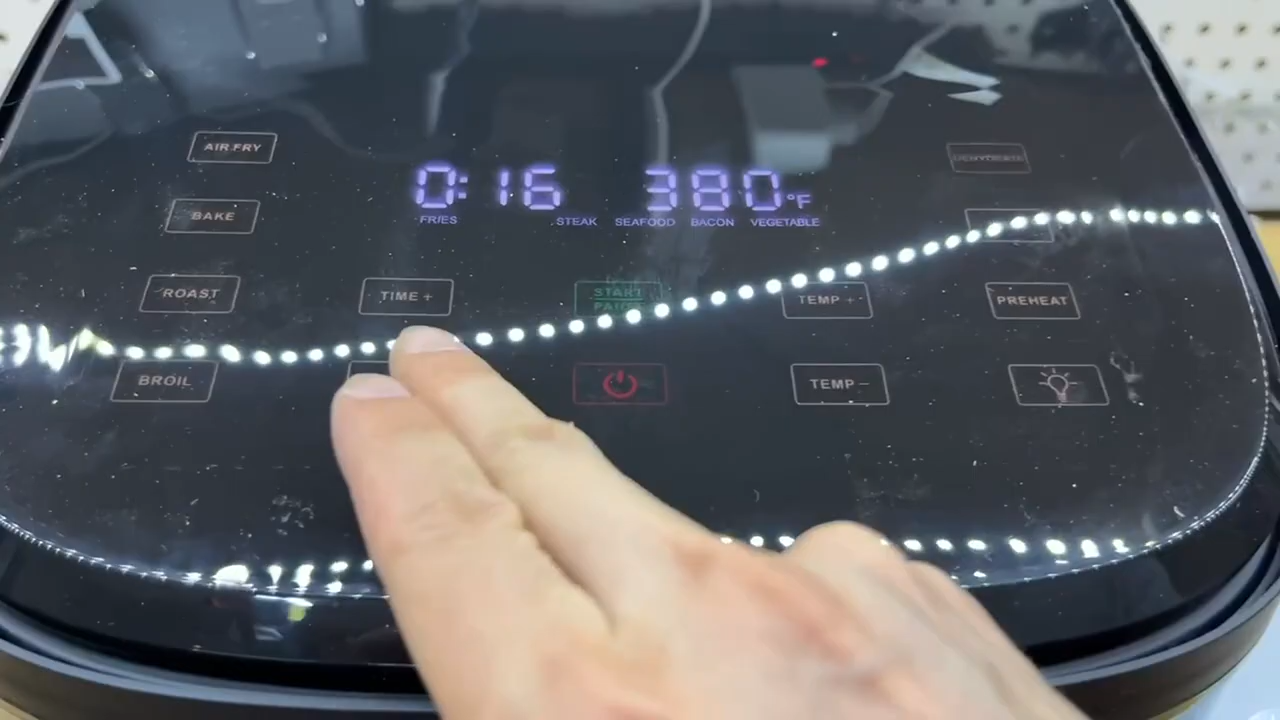 AIR FRY
0:16 380 °F
FRIES STEAK SEAFOOD BACON VEGETABLE
BAKE
ROAST
TIME +
START
PAUSE
TEMP +
PREHEAT
BROIL
TEMP −